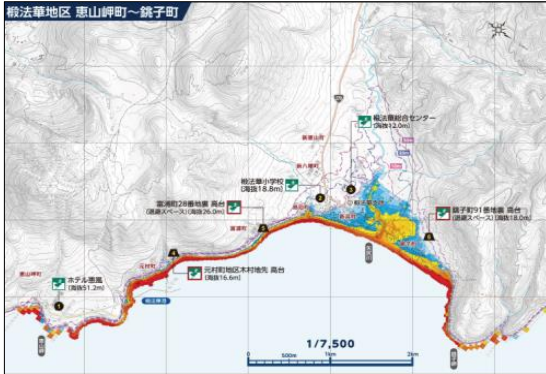 椴法華地区 恵山岬町～銚子町
椴法華総合センター
(海抜12.0m)
椴法華小学校
(海抜18.8m)
富浦町28番地裏 高台
(避難スペース)(海抜26.0m)
銚子町91番地裏 高台
(避難スペース)(海抜18.0m)
元村町地区木村地先 高台
(海抜16.6m)
ホテル恵風
(海抜51.2m)
恵山岬町
元村町
富浦町
1
2
3
4
5
6
1/7,500
0
500m
1km
2km